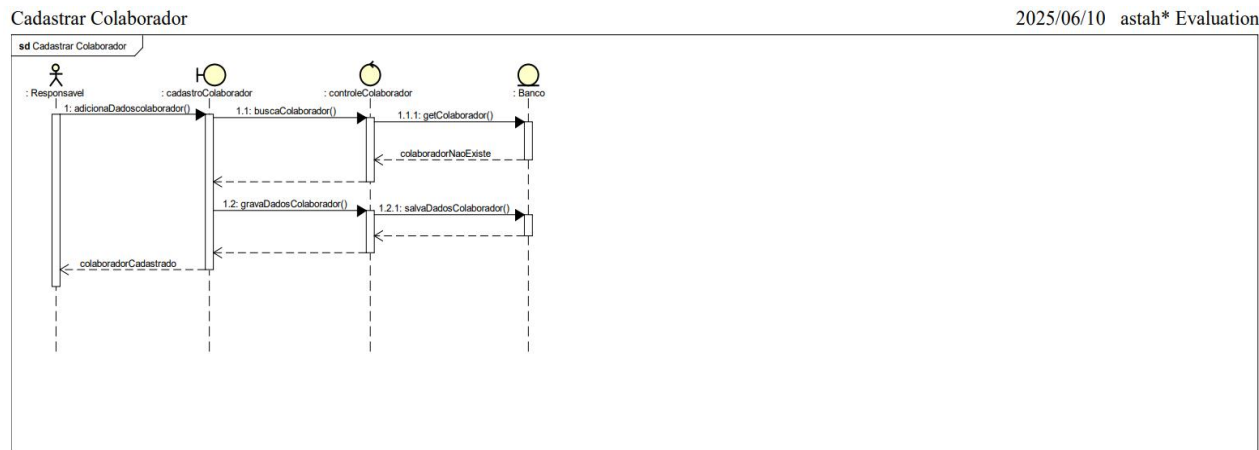 Cadastrar Colaborador
2025/06/10 astah* Evaluation
sd Cadastrar Colaborador
: Responsavel
: cadastroColaborador
: controleColaborador
: Banco
1: adicionaDadoscolaborador()
1.1: buscaColaborador()
1.1.1: getColaborador()
colaboradorNaoExiste
1.2: gravaDadosColaborador()
1.2.1: salvaDadosColaborador()
colaboradorCadastrado